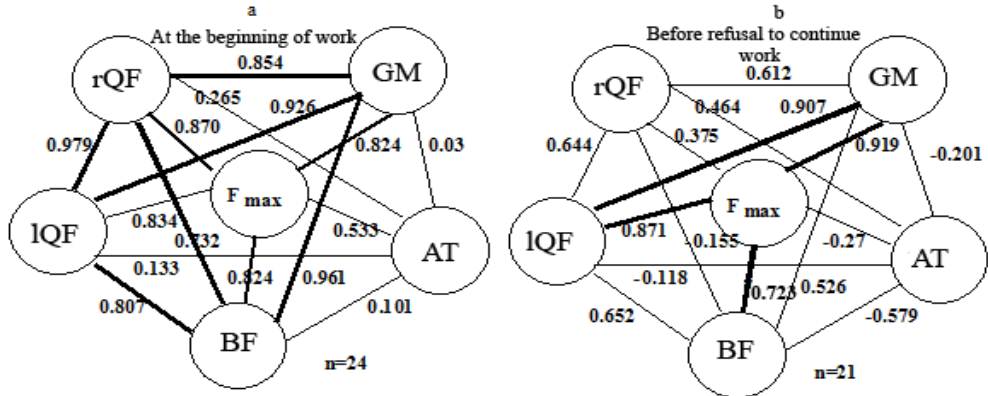 a
At the beginning of work
rQF
0.854
GM
0.265
0.926
0.979
0.870
0.824
0.03
F max
lQF
0.834
0.732
0.533
AT
0.133
0.824
0.961
0.807
0.101
BF
n=24
b
Before refusal to continue
work
rQF
0.612
GM
0.464
0.907
0.644
0.375
0.919
-0.201
F max
lQF
0.871
-0.155
-0.27
AT
-0.118
0.723
0.526
0.652
-0.579
BF
n=21